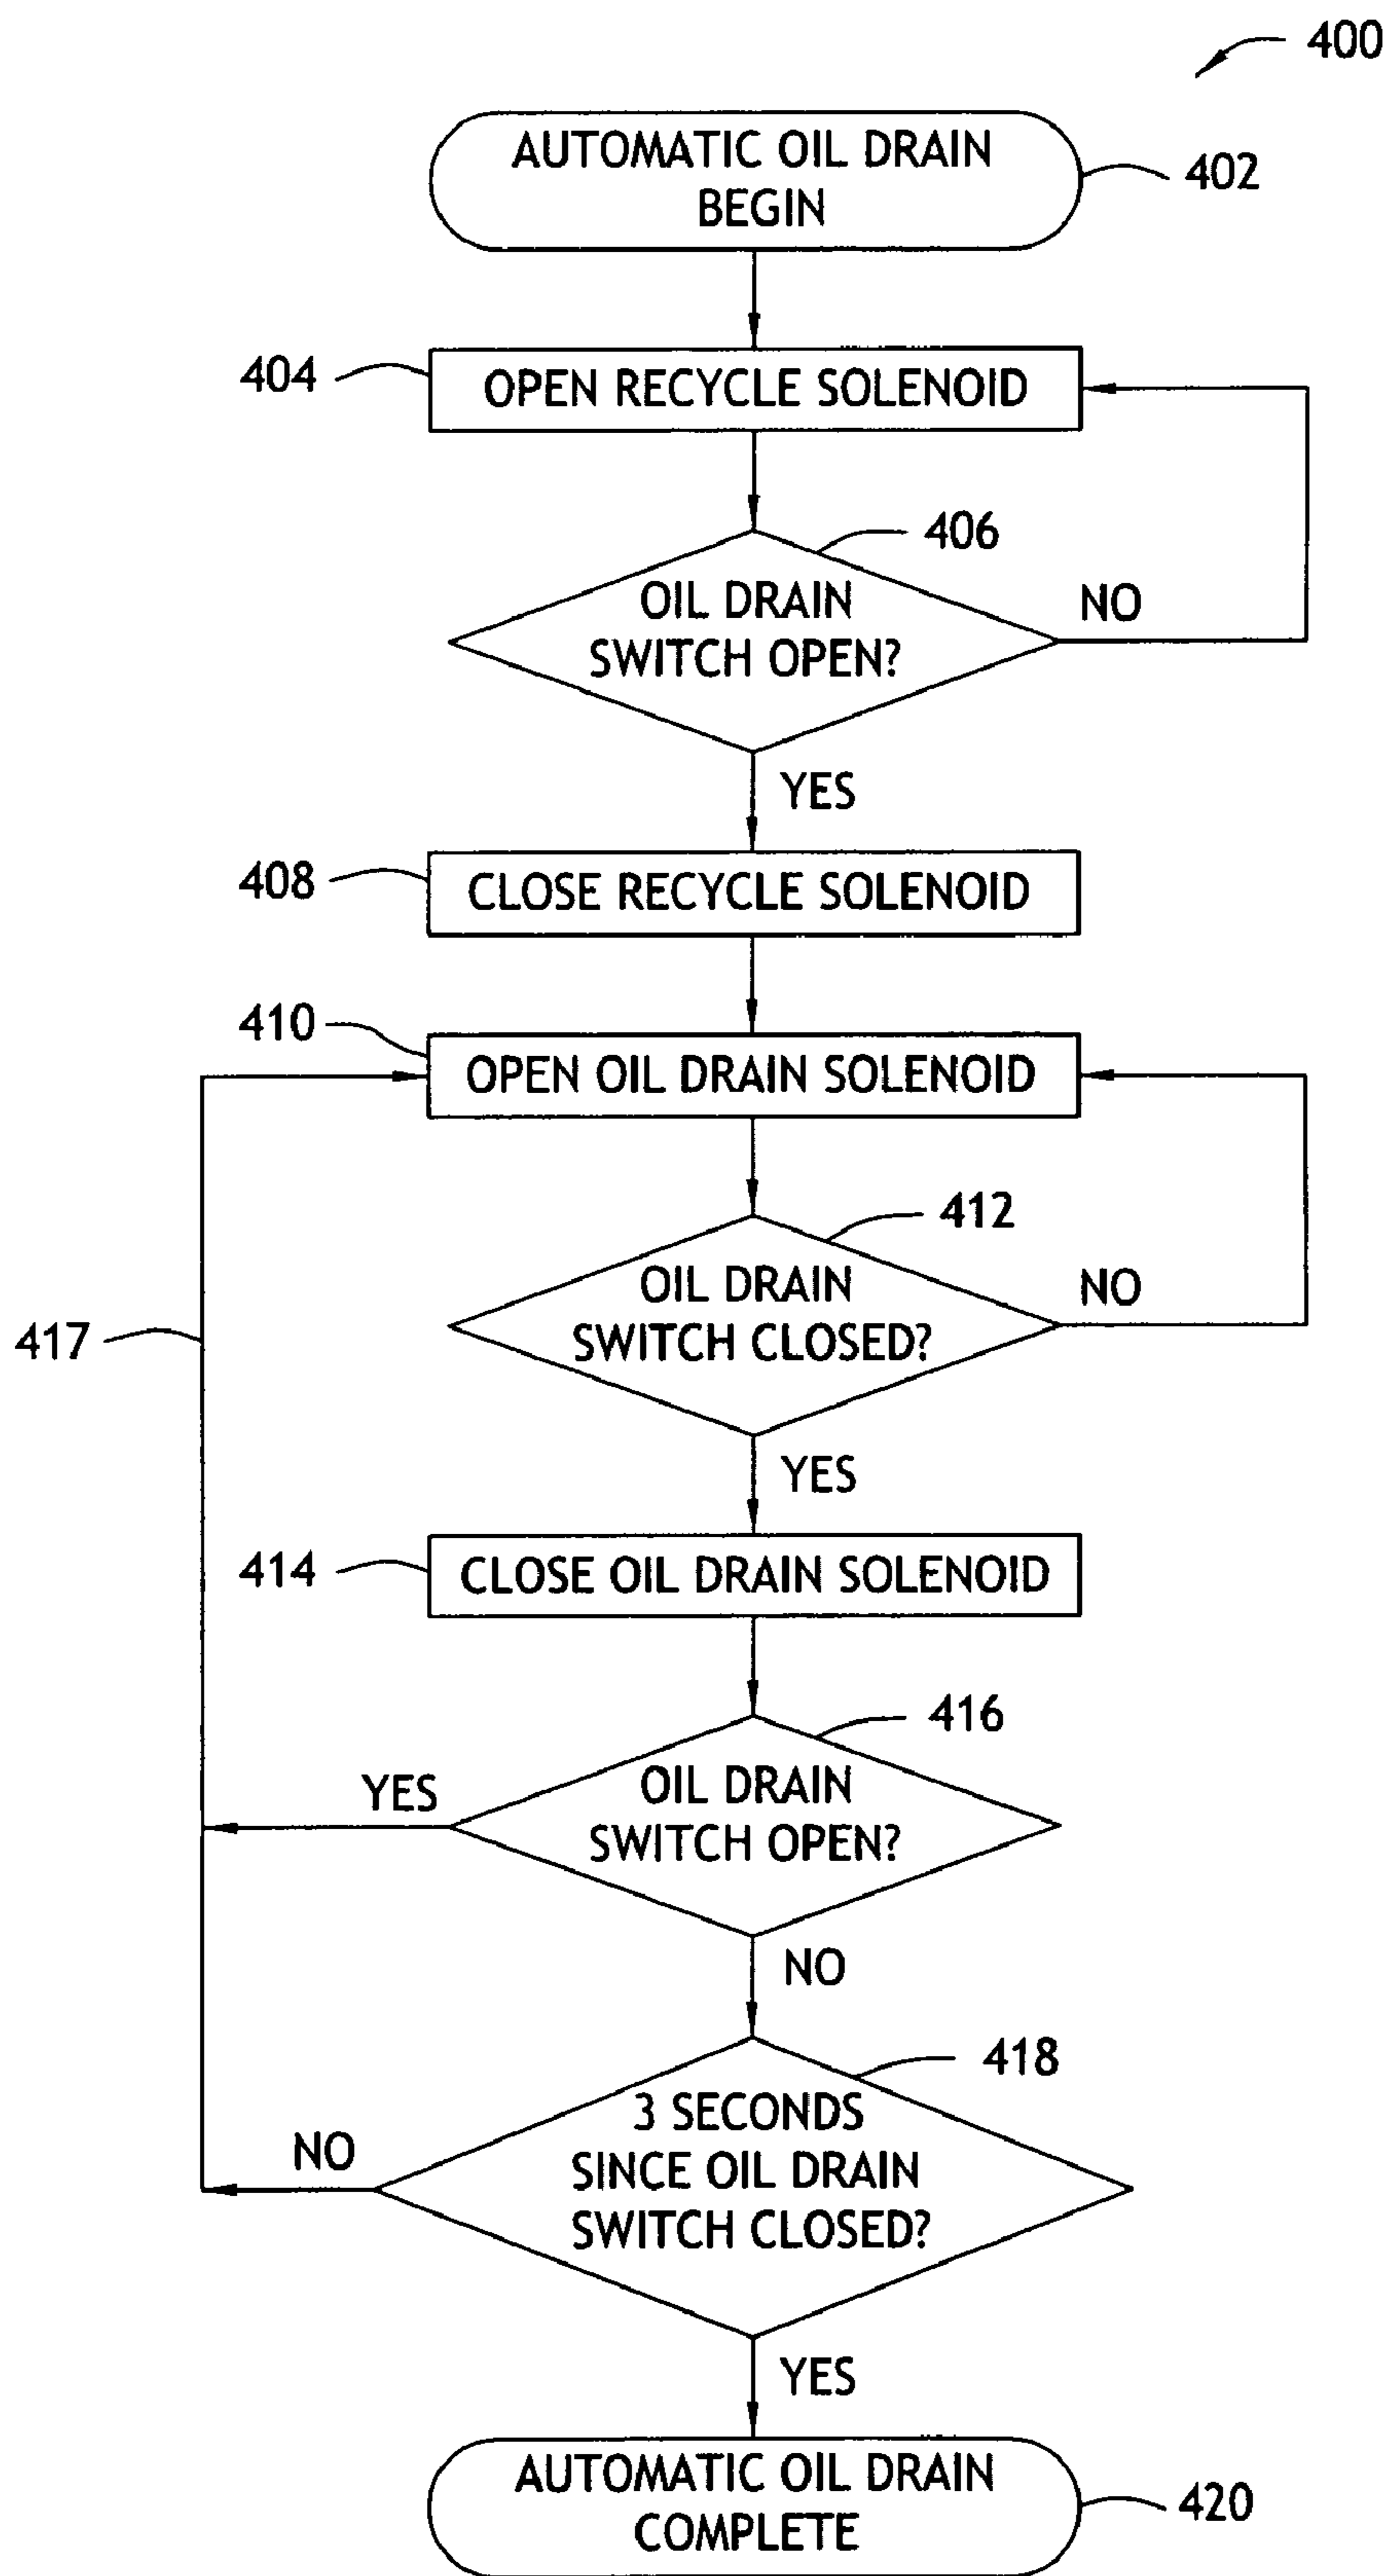 400
AUTOMATIC OIL DRAIN
BEGIN
402
404
OPEN RECYCLE SOLENOID
406
OIL DRAIN
SWITCH OPEN?
NO
YES
408
CLOSE RECYCLE SOLENOID
410
OPEN OIL DRAIN SOLENOID
412
OIL DRAIN
SWITCH CLOSED?
NO
417
YES
414
CLOSE OIL DRAIN SOLENOID
416
OIL DRAIN
SWITCH OPEN?
YES
NO
418
3 SECONDS
SINCE OIL DRAIN
SWITCH CLOSED?
NO
YES
AUTOMATIC OIL DRAIN
COMPLETE
420